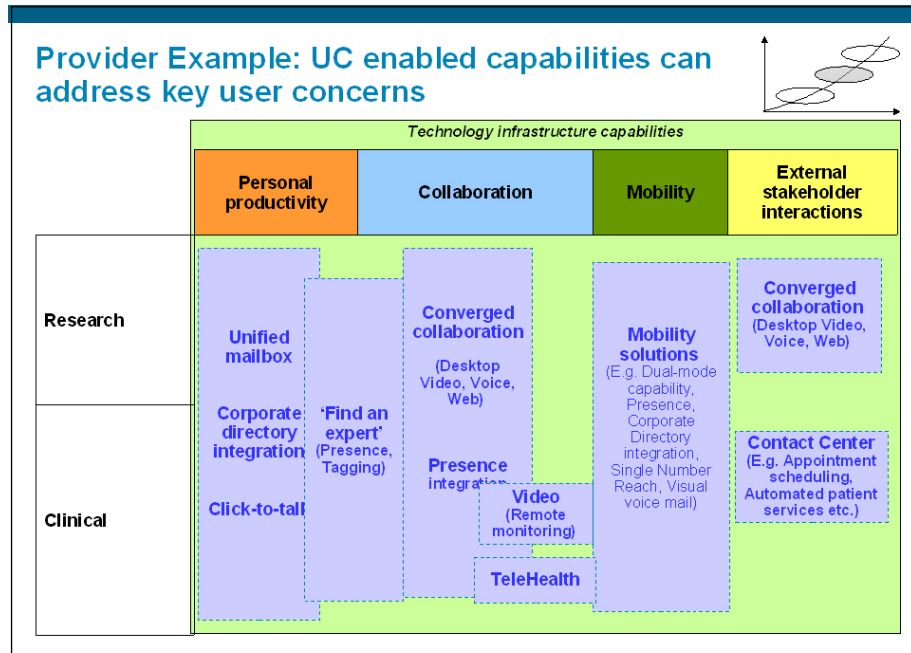 Provider Example: UC enabled capabilities can
address key user concerns
Technology infrastructure capabilities
Personal
productivity
Collaboration
Mobility
External
stakeholder
interactions
Research
Clinical
Unified
mailbox
Corporate
directory
integration
Click-to-talk
‘Find an
expert’
(Presence,
Tagging)
Converged
collaboration
(Desktop
Video, Voice,
Web)
Presence
integration
Video
(Remote
monitoring)
TeleHealth
Mobility
solutions
(E.g. Dual-mode
capability,
Presence,
Corporate
Directory
integration,
Single Number
Reach, Visual
voice mail)
Converged
collaboration
(Desktop Video,
Voice, Web)
Contact Center
(E.g. Appointment
scheduling,
Automated patient
services etc.)